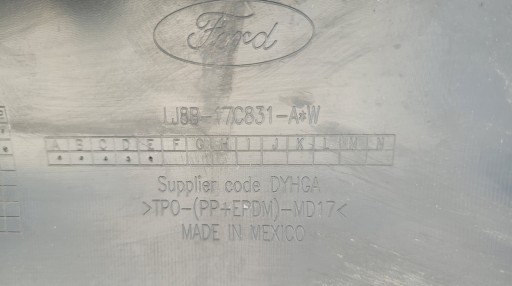 Ford
LJ8B-17C831-A*W
A B C D E F G H I J K L M N
Supplier code DYHGA
>TPO-(PP+EPDM)-MD17<
MADE IN MEXICO